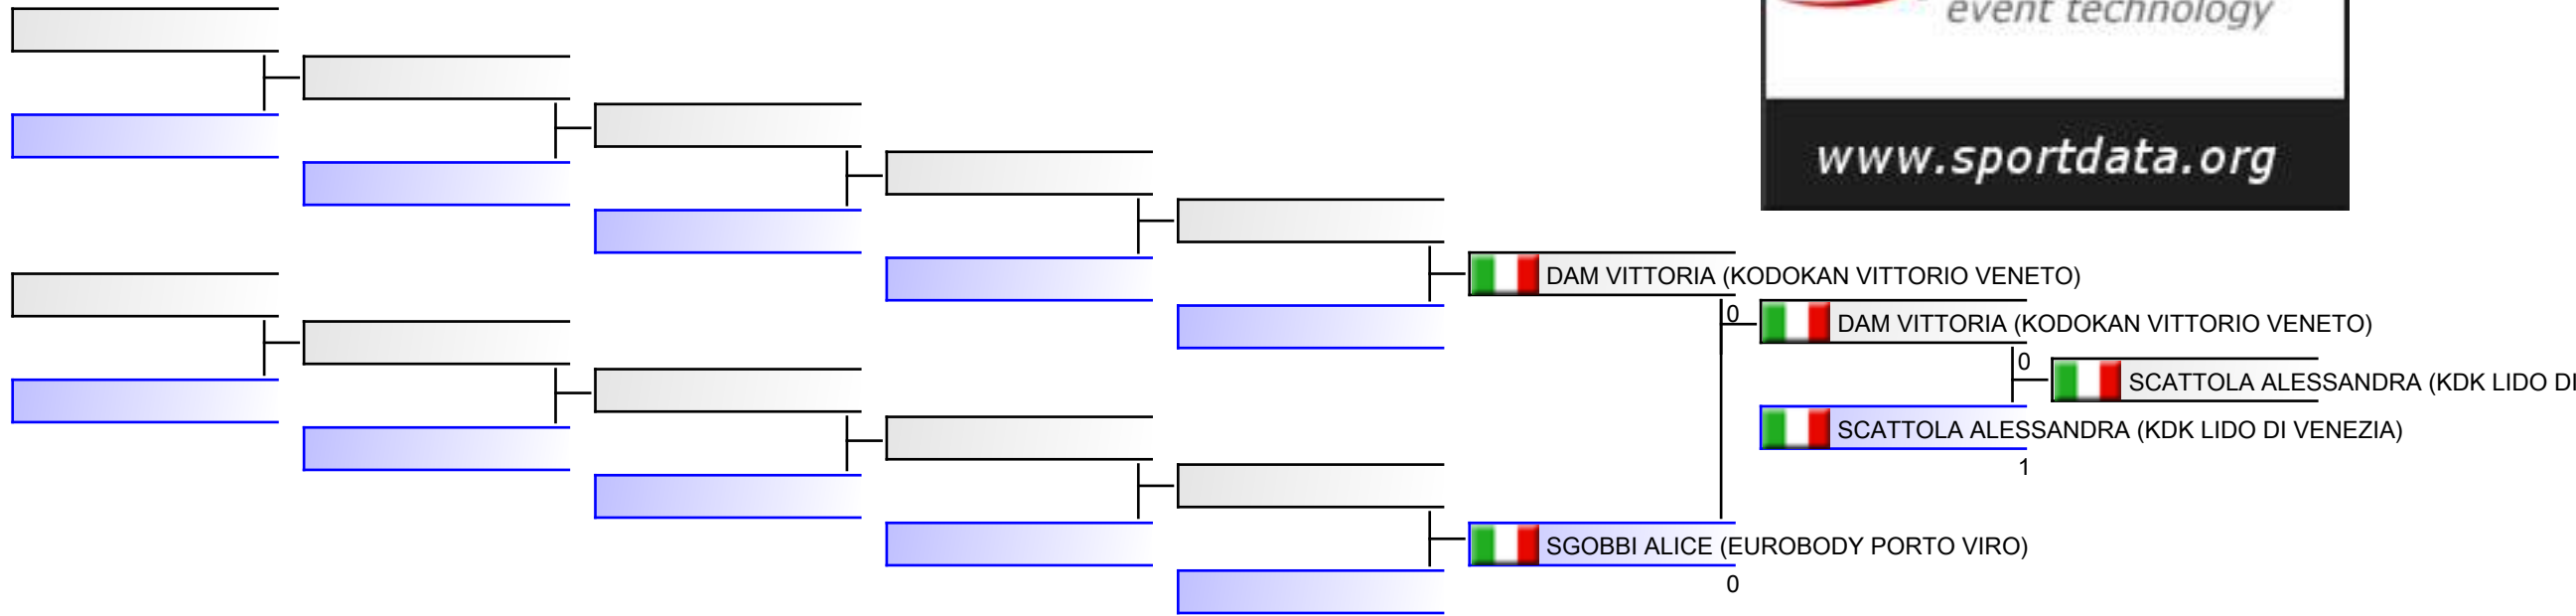 event technology
www.sportdata.org
DAM VITTORIA (KODOKAN VITTORIO VENETO)
0
DAM VITTORIA (KODOKAN VITTORIO VENETO)
0
SCATTOLA ALESSANDRA (KDK LIDO DI
SCATTOLA ALESSANDRA (KDK LIDO DI VENEZIA)
1
SGOBBI ALICE (EUROBODY PORTO VIRO)
0